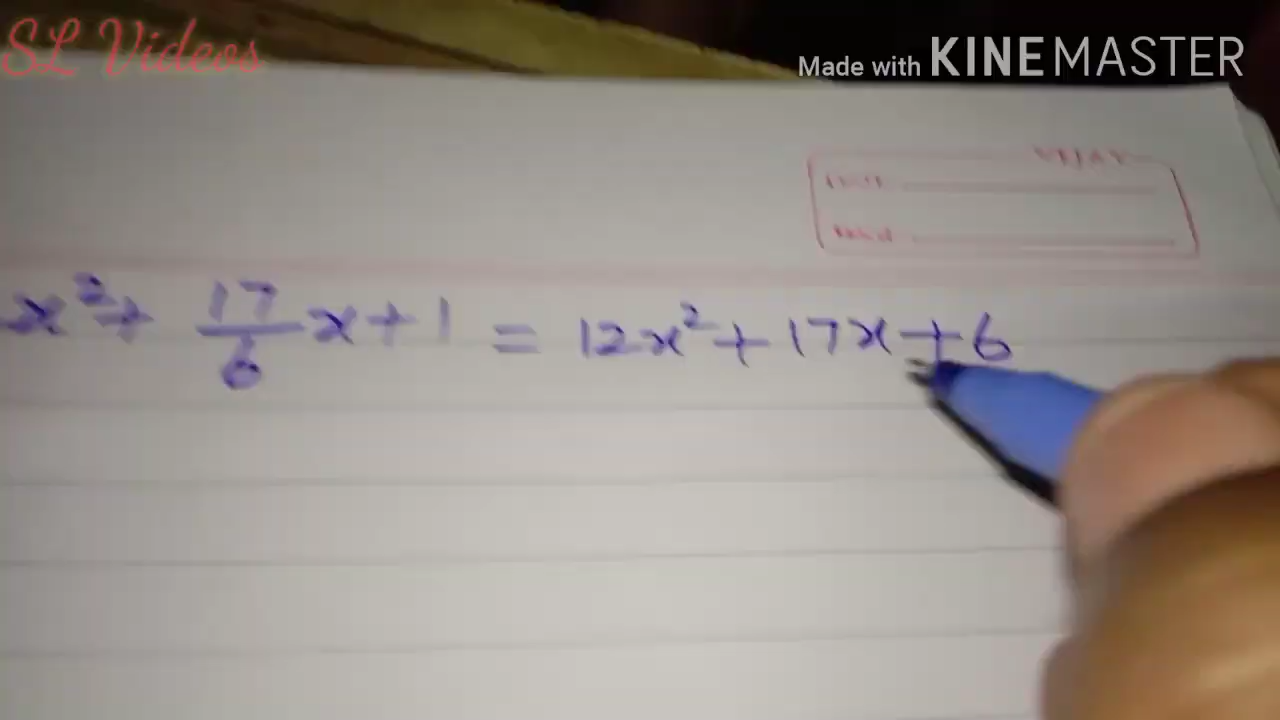 SL Videos
Made with KINEMASTER
x² + 17/6 x + 1 = 12x² + 17x + 6